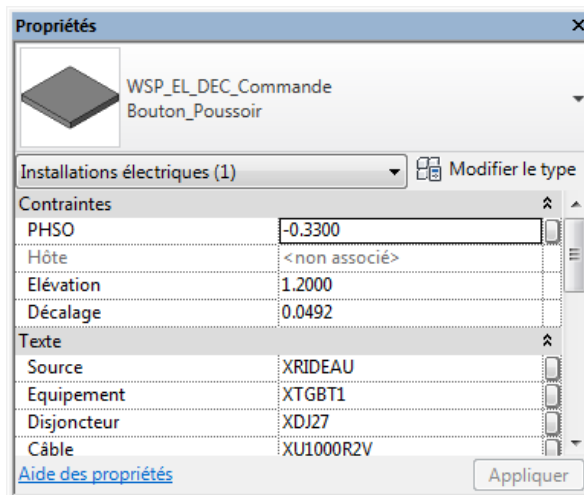 Propriétés
WSP_EL_DEC_Commande
Bouton_Poussoir
Installations électriques (1) Modifier le type
Contraintes
PHSO -0.3300
Hôte <non associé>
Elévation 1.2000
Décalage 0.0492
Texte
Source XRIDEAU
Equipement XTGBT1
Disjoncteur XDJ27
Câble XU1000R2V
Aide des propriétés Appliquer